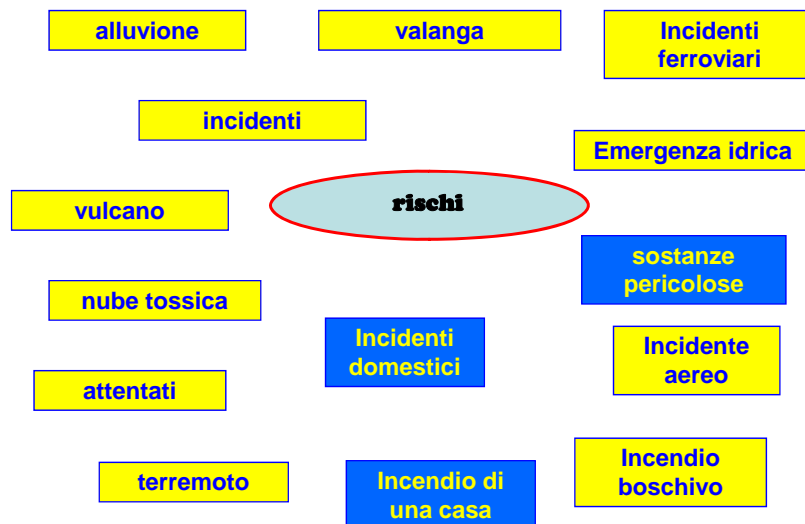 alluvione
valanga
Incidenti
ferroviari
incidenti
Emergenza idrica
vulcano
rischi
sostanze
pericolose
nube tossica
Incidenti
domestici
Incidente
aereo
attentati
terremoto
Incendio di
una casa
Incendio
boschivo